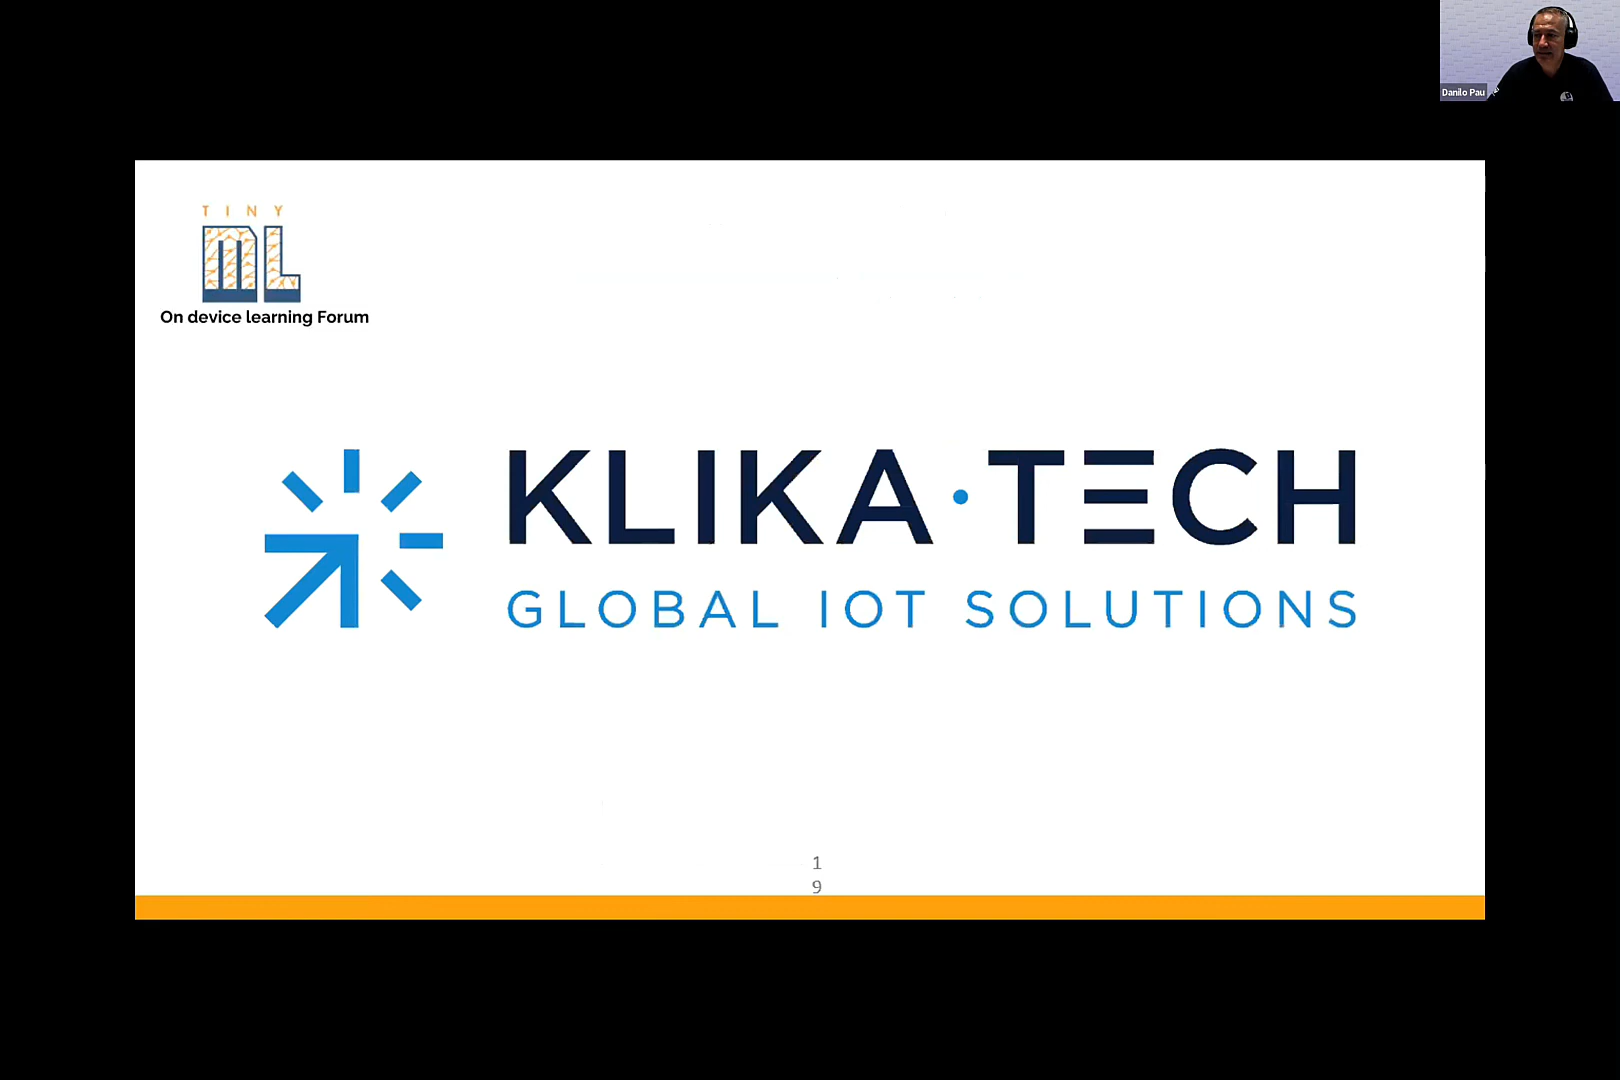 Danilo Pau
TINY
ML
On device learning Forum
KLIKA·TECH
GLOBAL IOT SOLUTIONS
1
9